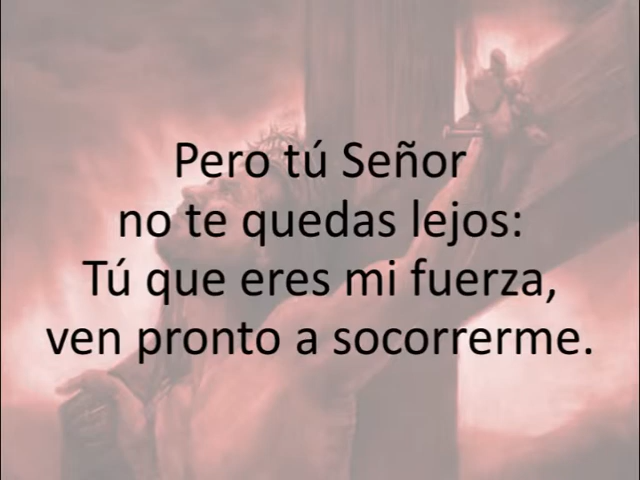 Pero tú Señor
no te quedas lejos:
Tú que eres mi fuerza,
ven pronto a socorrerme.